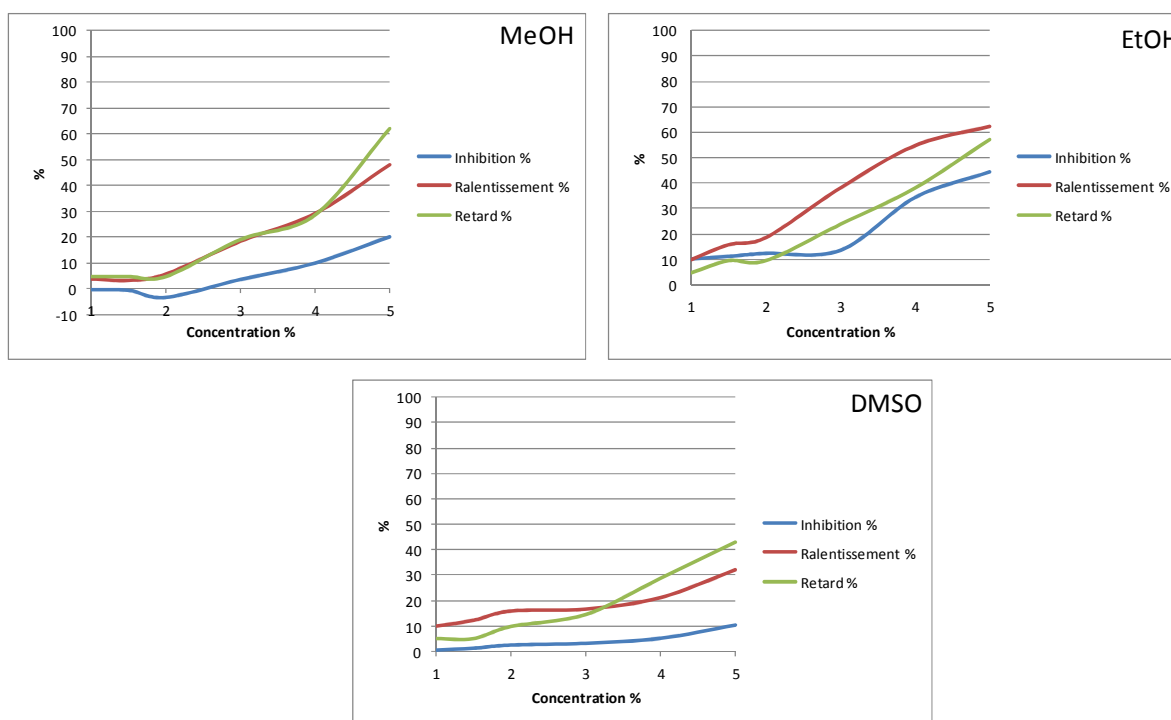 MeOH
100
90
80
70
60
50
40
30
20
10
0
-10
%
1 2 3 4 5
Concentration %
Inhibition %
Ralentissement %
Retard %
EtOH
100
90
80
70
60
50
40
30
20
10
0
%
1 2 3 4 5
Concentration %
Inhibition %
Ralentissement %
Retard %
DMSO
100
90
80
70
60
50
40
30
20
10
0
%
1 2 3 4 5
Concentration %
Inhibition %
Ralentissement %
Retard %